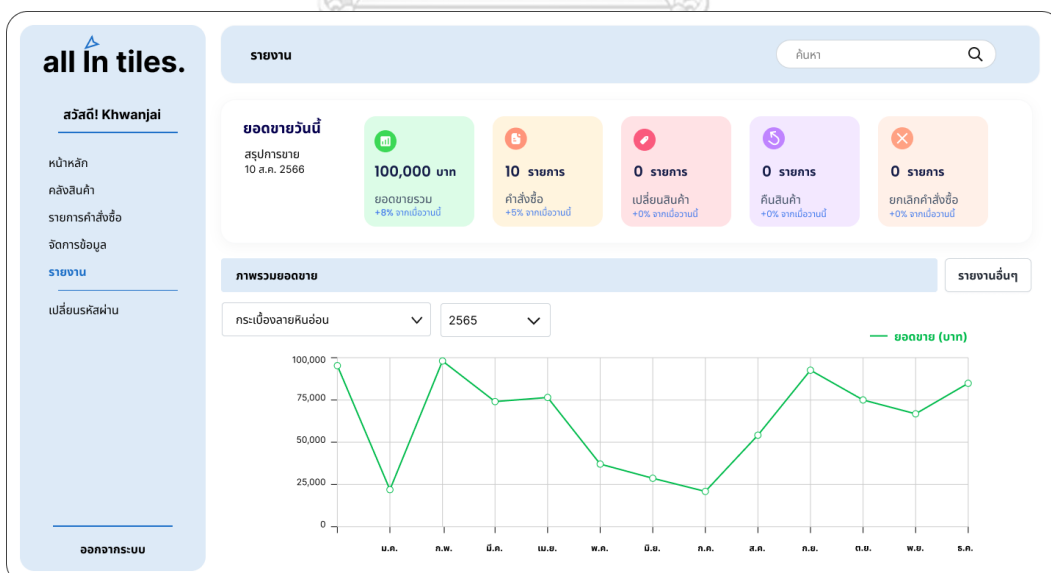 all in tiles.
สวัสดี! Khwanjai
หน้าหลัก
คลังสินค้า
รายการคำสั่งซื้อ
จัดการข้อมูล
รายงาน
เปลี่ยนรหัสผ่าน
ออกจากระบบ
รายงาน
ค้นหา
ยอดขายวันนี้
สรุปการขาย
10 ส.ค. 2566
100,000 บาท
ยอดขายรวม
+8% จากเมื่อวานนี้
10 รายการ
คำสั่งซื้อ
+5% จากเมื่อวานนี้
0 รายการ
เปลี่ยนสินค้า
+0% จากเมื่อวานนี้
0 รายการ
คืนสินค้า
+0% จากเมื่อวานนี้
0 รายการ
ยกเลิกคำสั่งซื้อ
+0% จากเมื่อวานนี้
ภาพรวมยอดขาย
รายงานอื่นๆ
กระเบื้องลายหินอ่อน
2565
ยอดขาย (บาท)
100,000
75,000
50,000
25,000
0
ม.ค. ก.พ. มี.ค. เม.ย. พ.ค. มิ.ย. ก.ค. ส.ค. ก.ย. ต.ค. พ.ย. ธ.ค.